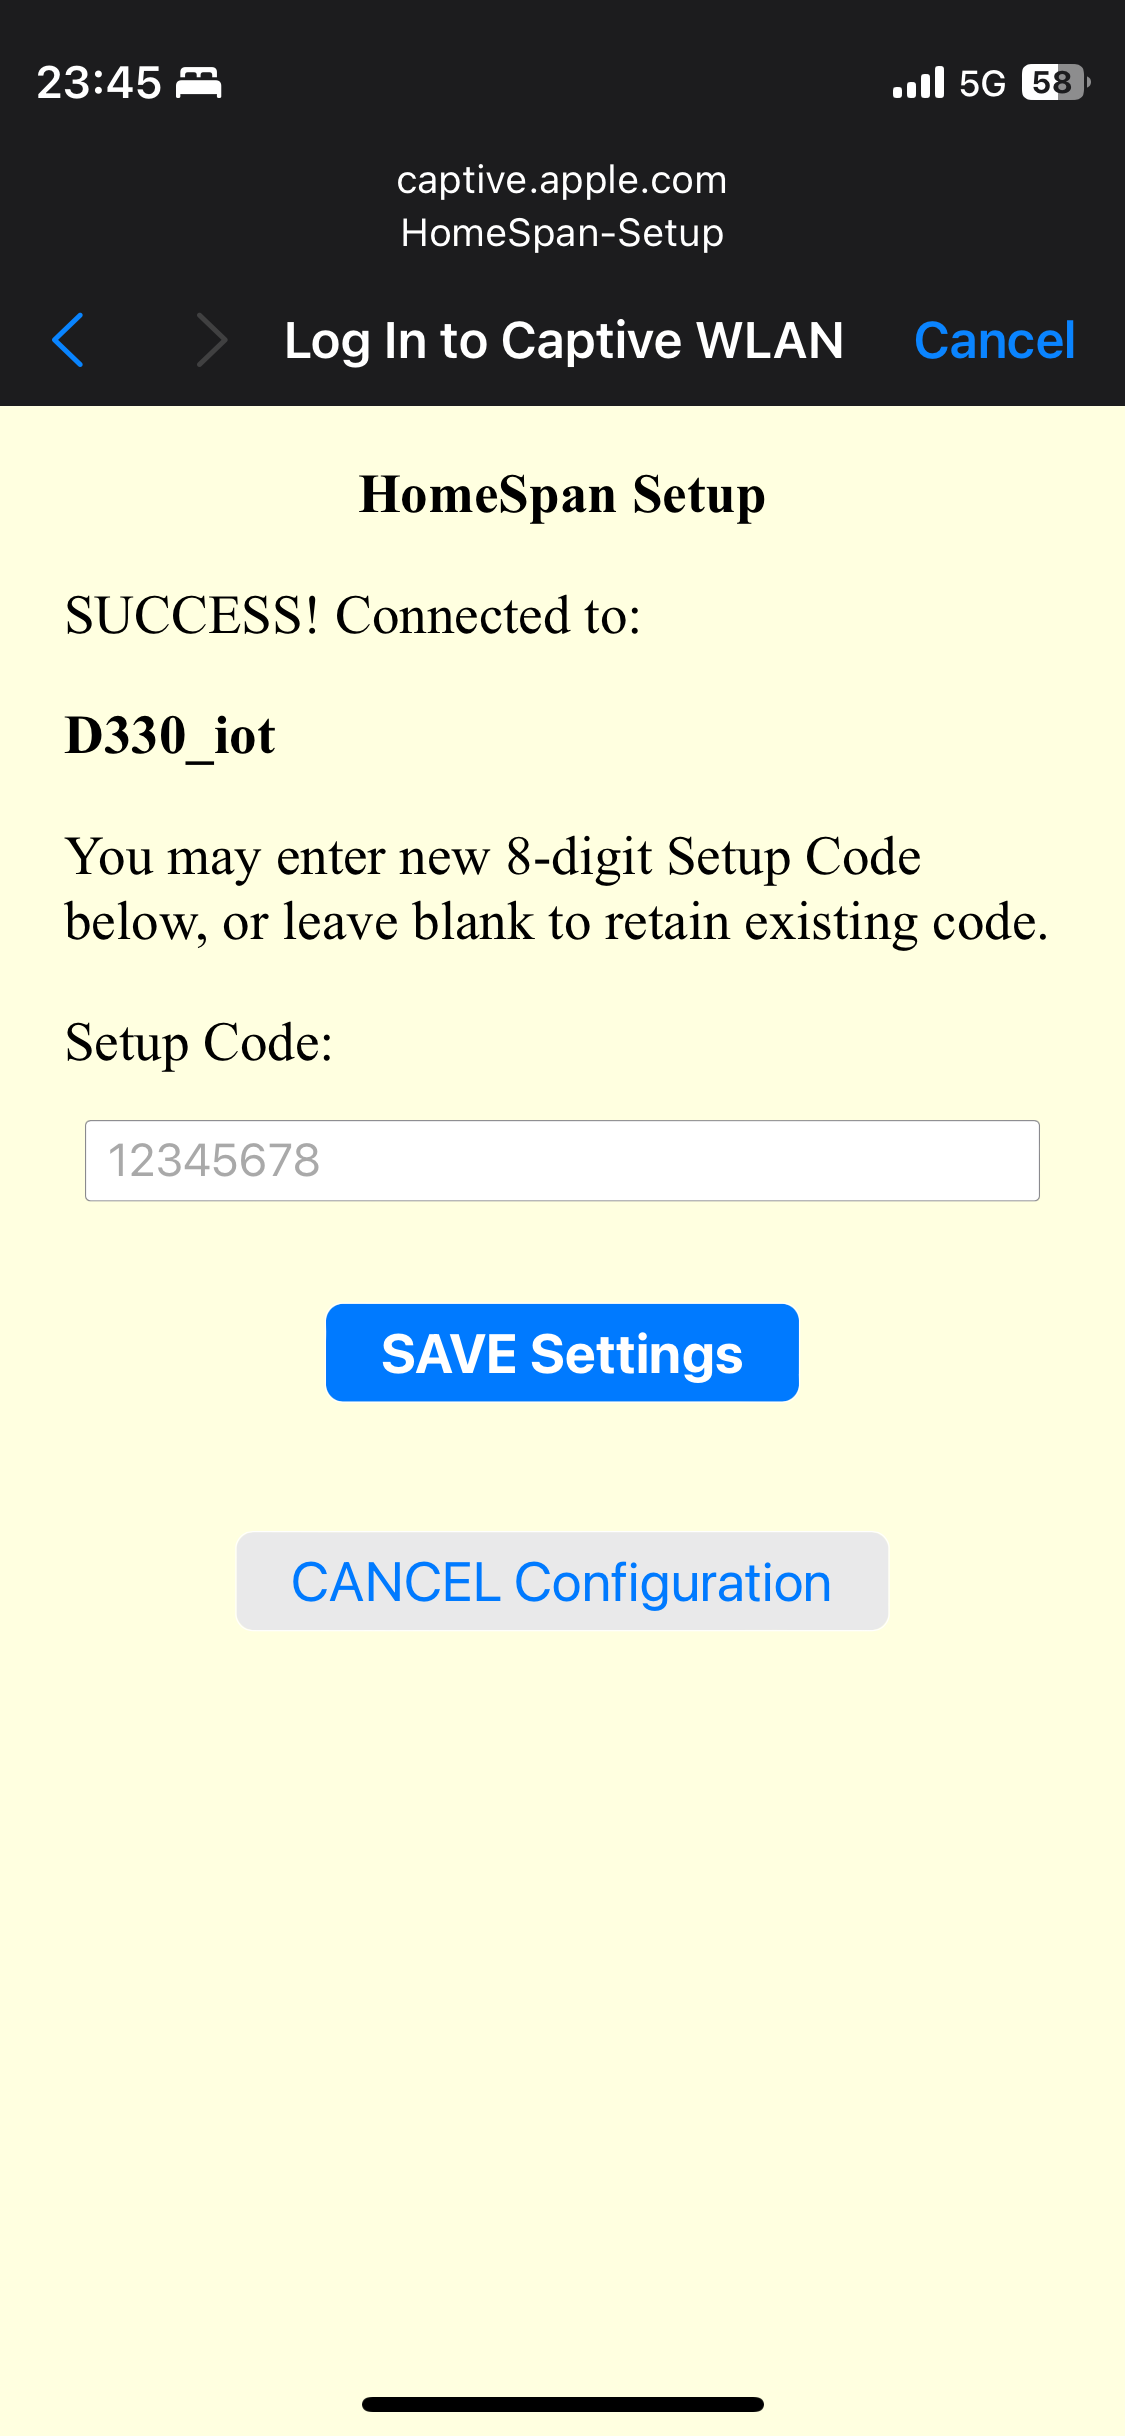 23:45
5G 58
captive.apple.com
HomeSpan-Setup
Log In to Captive WLAN
Cancel
HomeSpan Setup
SUCCESS! Connected to:
D330_iot
You may enter new 8-digit Setup Code
below, or leave blank to retain existing code.
Setup Code:
12345678
SAVE Settings
CANCEL Configuration